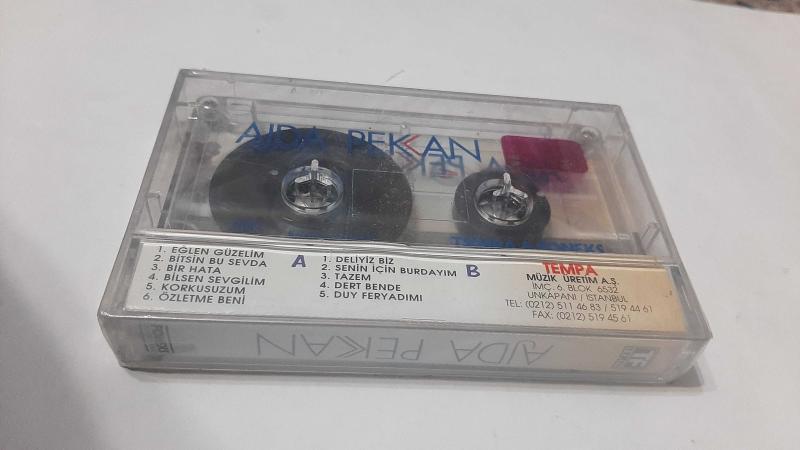 AJDA PEKKAN
1. EĞLEN GÜZELİM
2. BITSIN BU SEVDA
3. BİR HATA
4. BİLSEN SEVGİLİM
5. KORKUSUZUM
6. ÖZLETME BENİ
A
1. DELİYİZ BİZ
2. SENİN İÇİN BURDAYIM
3. TAZEM
4. DERT BENDE
5. DUY FERYADIMI
B
TEMPA
MÜZİK ÜRETİM A.Ş.
İMÇ. 6. BLOK. 6532
UNKAPANI / İSTANBUL
TEL: (0212) 511 46 83 / 519 44 61
FAX: (0212) 519 45 61
AJDA PEKKAN